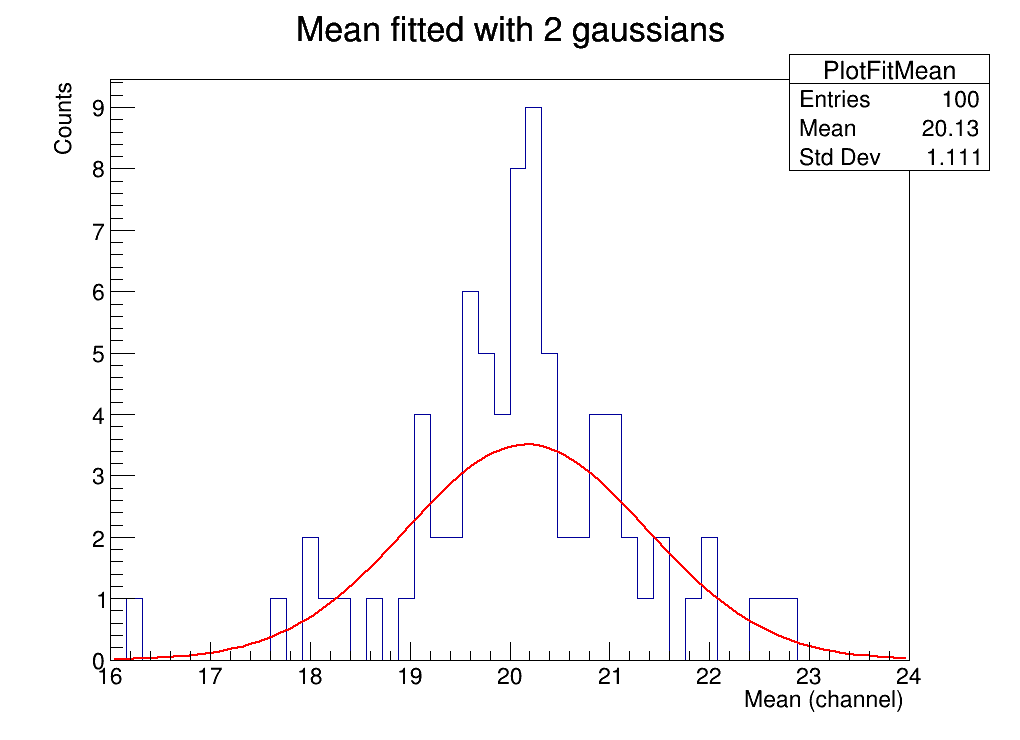 Mean fitted with 2 gaussians
PlotFitMean
Entries 100
Mean 20.13
Std Dev 1.111
Counts
9
8
7
6
5
4
3
2
1
0
16 17 18 19 20 21 22 23 24
Mean (channel)